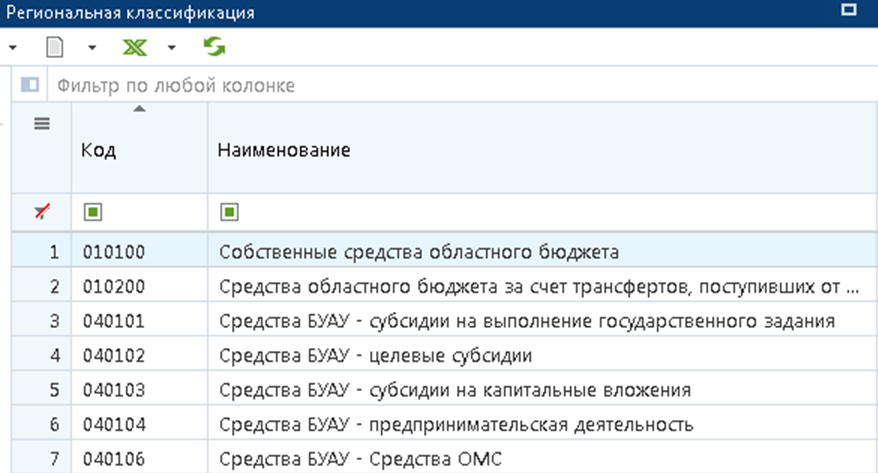 Региональная классификация
Фильтр по любой колонке
Код Наименование
1 010100 Собственные средства областного бюджета
2 010200 Средства областного бюджета за счет трансфертов, поступивших от ...
3 040101 Средства БУАУ - субсидии на выполнение государственного задания
4 040102 Средства БУАУ - целевые субсидии
5 040103 Средства БУАУ - субсидии на капитальные вложения
6 040104 Средства БУАУ - предпринимательская деятельность
7 040106 Средства БУАУ - Средства ОМС